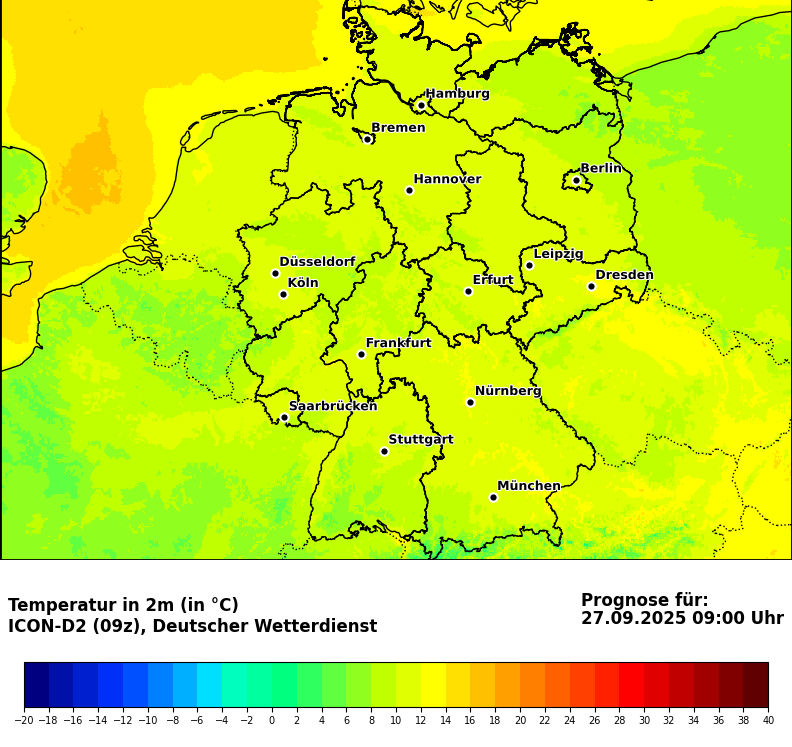 Hamburg
Bremen
Berlin
Hannover
Leipzig
Düsseldorf
Dresden
Erfurt
Köln
Frankfurt
Nürnberg
Saarbrücken
Stuttgart
München
Temperatur in 2m (in °C)
ICON-D2 (09z), Deutscher Wetterdienst
Prognose für:
27.09.2025 09:00 Uhr
−20 −18 −16 −14 −12 −10 −8 −6 −4 −2 0 2 4 6 8 10 12 14 16 18 20 22 24 26 28 30 32 34 36 38 40